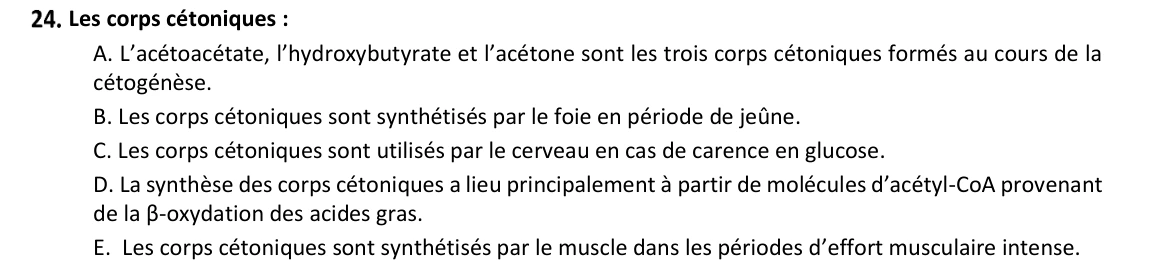 24. Les corps cétoniques :
A. L’acétoacétate, l’hydroxybutyrate et l’acétone sont les trois corps cétoniques formés au cours de la
cétogénèse.
B. Les corps cétoniques sont synthétisés par le foie en période de jeûne.
C. Les corps cétoniques sont utilisés par le cerveau en cas de carence en glucose.
D. La synthèse des corps cétoniques a lieu principalement à partir de molécules d’acétyl-CoA provenant
de la β-oxydation des acides gras.
E. Les corps cétoniques sont synthétisés par le muscle dans les périodes d’effort musculaire intense.